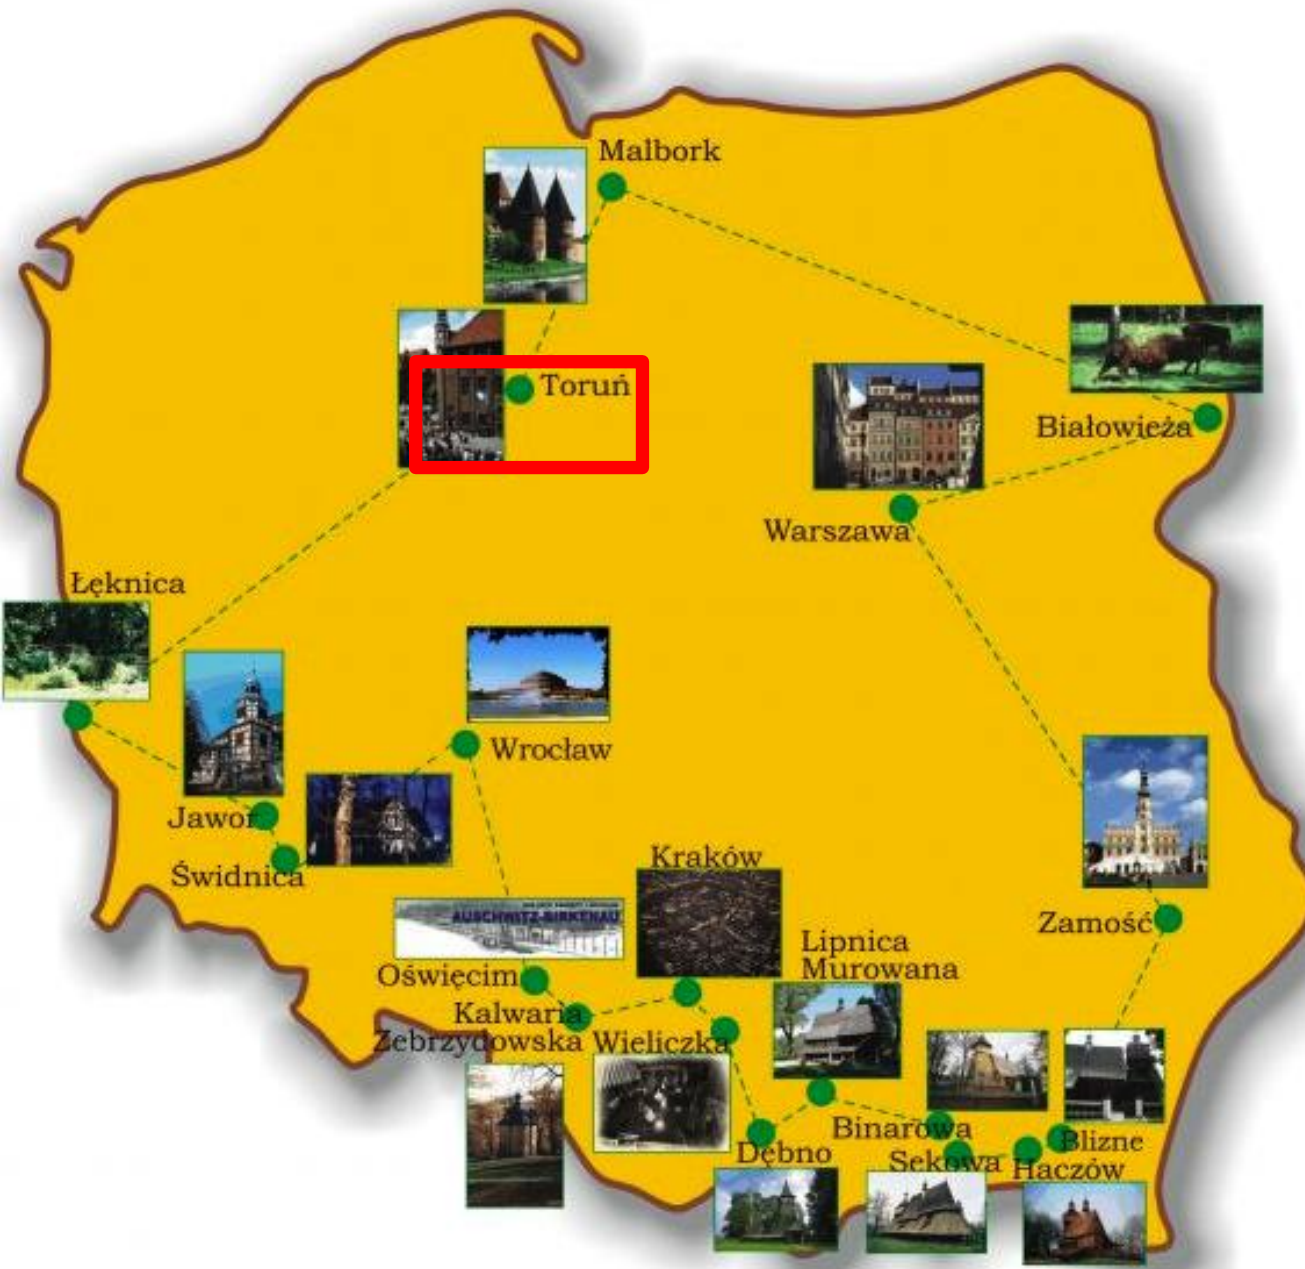 Malbork
Toruń
Białowieża
Warszawa
Łęknica
Wrocław
Jawor
Świdnica
Kraków
AUSCHWITZ-BIRKENAU
Zamość
Lipnica
Murowana
Oświęcim
Kalwaria
Zebrzydowska
Wieliczka
Binarowa
Dębno
Sękowa
Haczów
Blizne